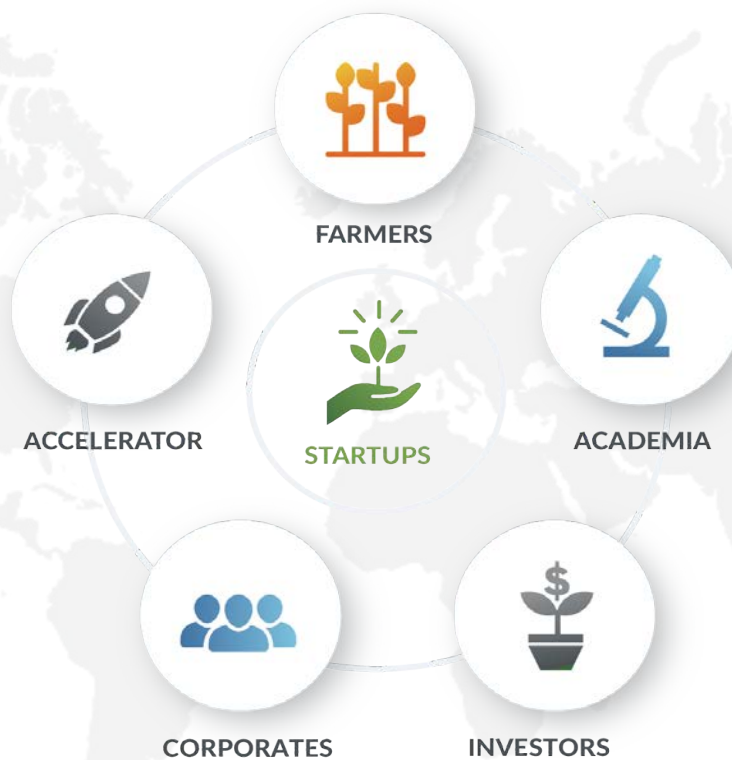 FARMERS
ACCELERATOR
STARTUPS
ACADEMIA
$
CORPORATES
INVESTORS